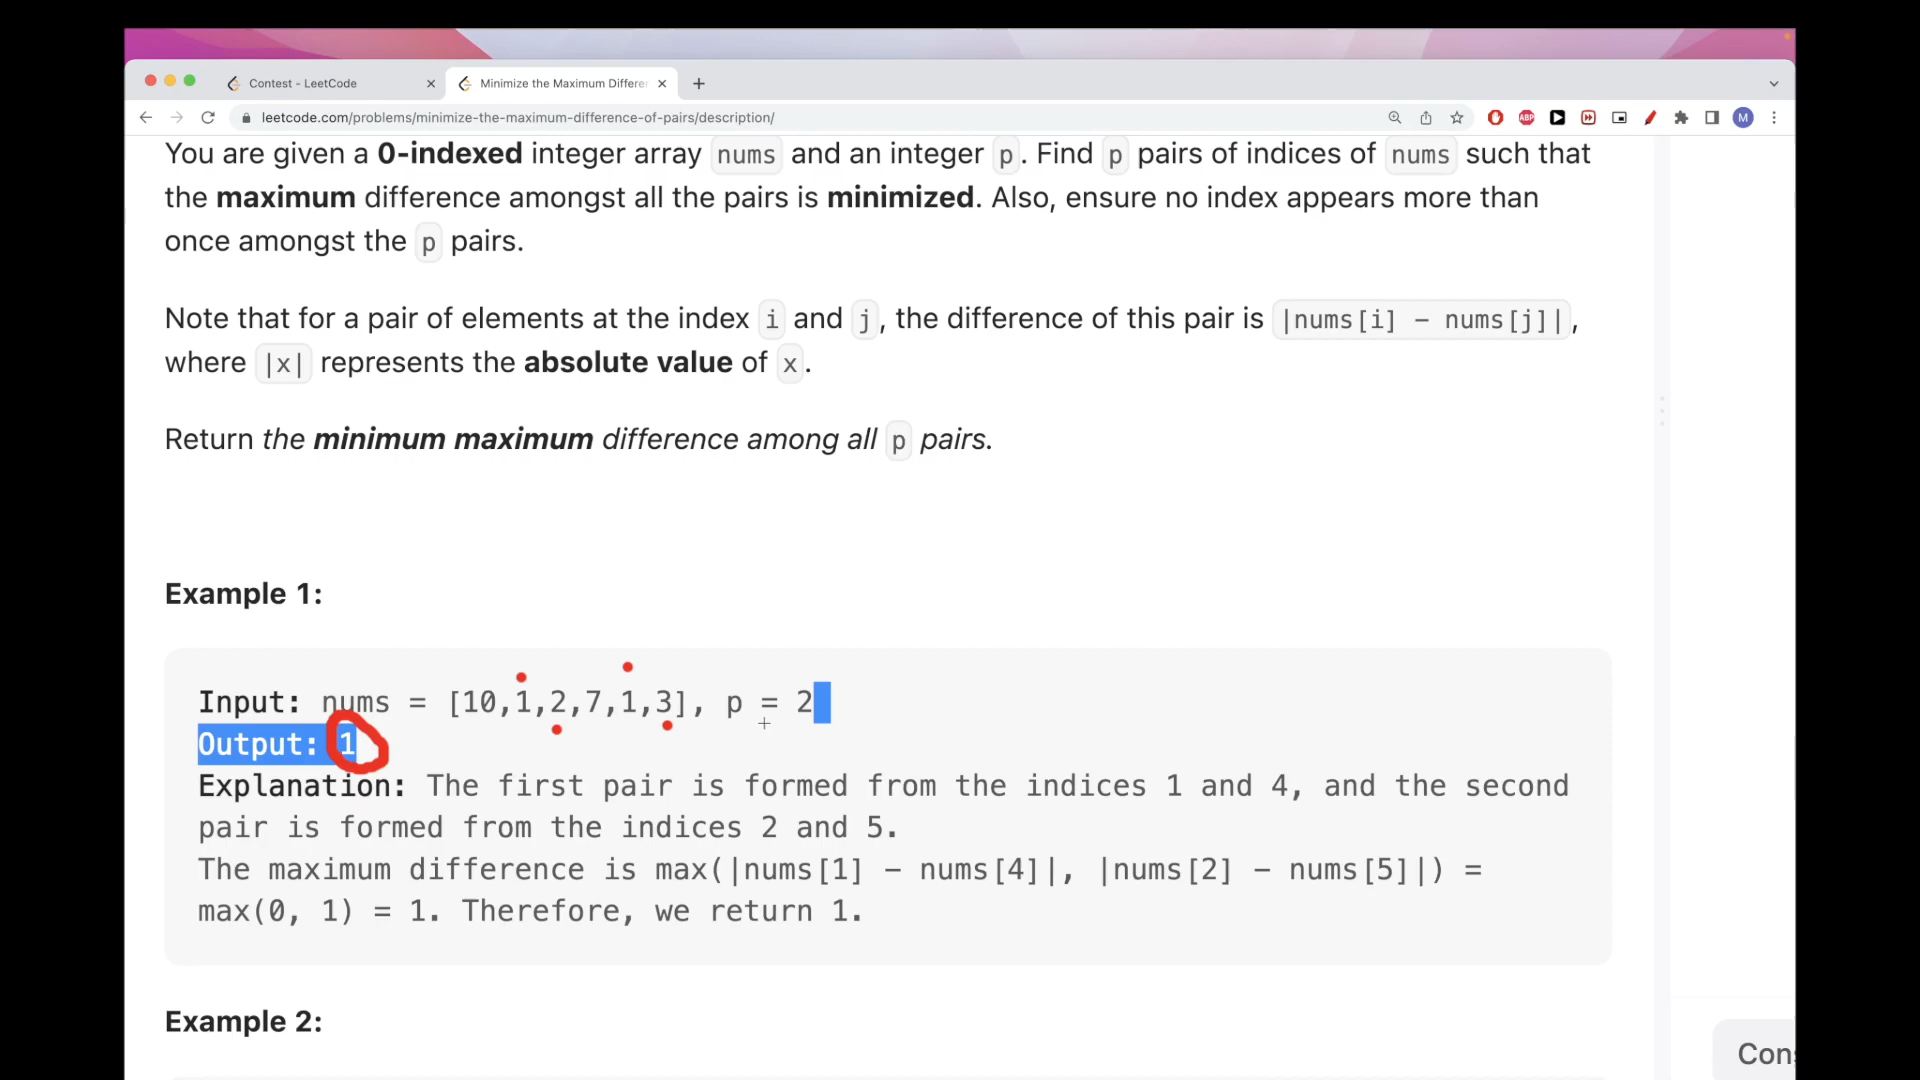 Contest - LeetCode
Minimize the Maximum Differe
leetcode.com/problems/minimize-the-maximum-difference-of-pairs/description/
ABP
M
You are given a 0-indexed integer array nums and an integer p. Find p pairs of indices of nums such that
the maximum difference amongst all the pairs is minimized. Also, ensure no index appears more than
once amongst the p pairs.
Note that for a pair of elements at the index i and j, the difference of this pair is |nums[i] - nums[j]|,
where |x| represents the absolute value of x.
Return the minimum maximum difference among all p pairs.
Example 1:
Input: nums = [10,1,2,7,1,3], p = 2
Output: 1
Explanation: The first pair is formed from the indices 1 and 4, and the second
pair is formed from the indices 2 and 5.
The maximum difference is max(|nums[1] - nums[4]|, |nums[2] - nums[5]|) =
max(0, 1) = 1. Therefore, we return 1.
Example 2:
Con